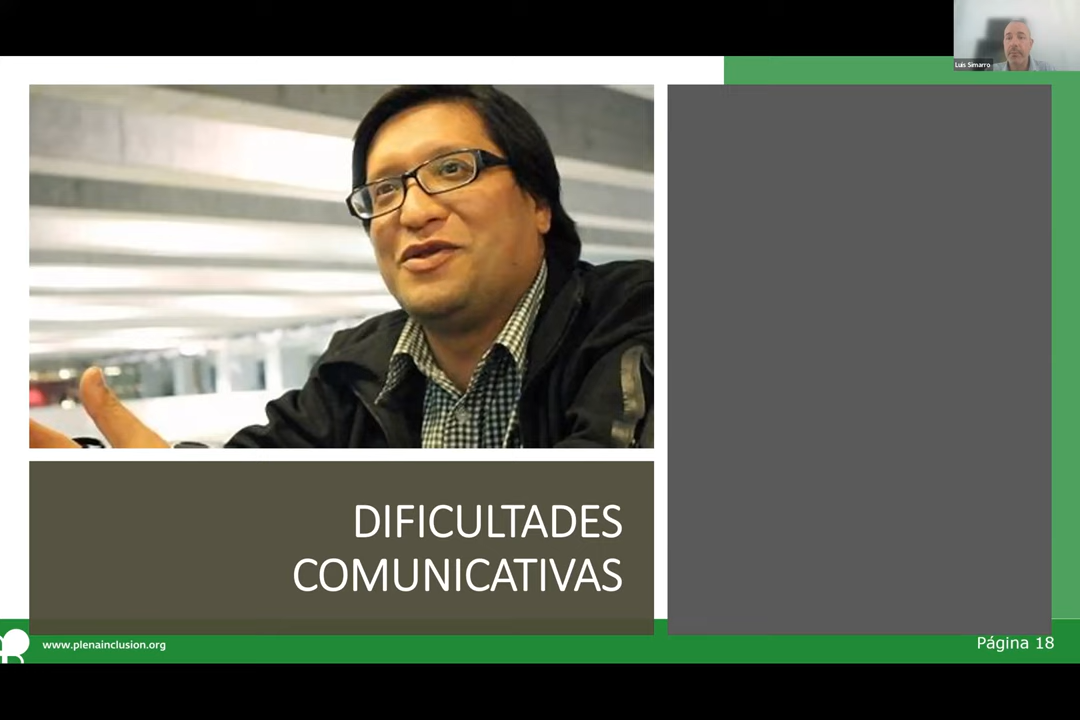 Luis Simarro
DIFICULTADES
COMUNICATIVAS
www.plenainclusion.org
Página 18